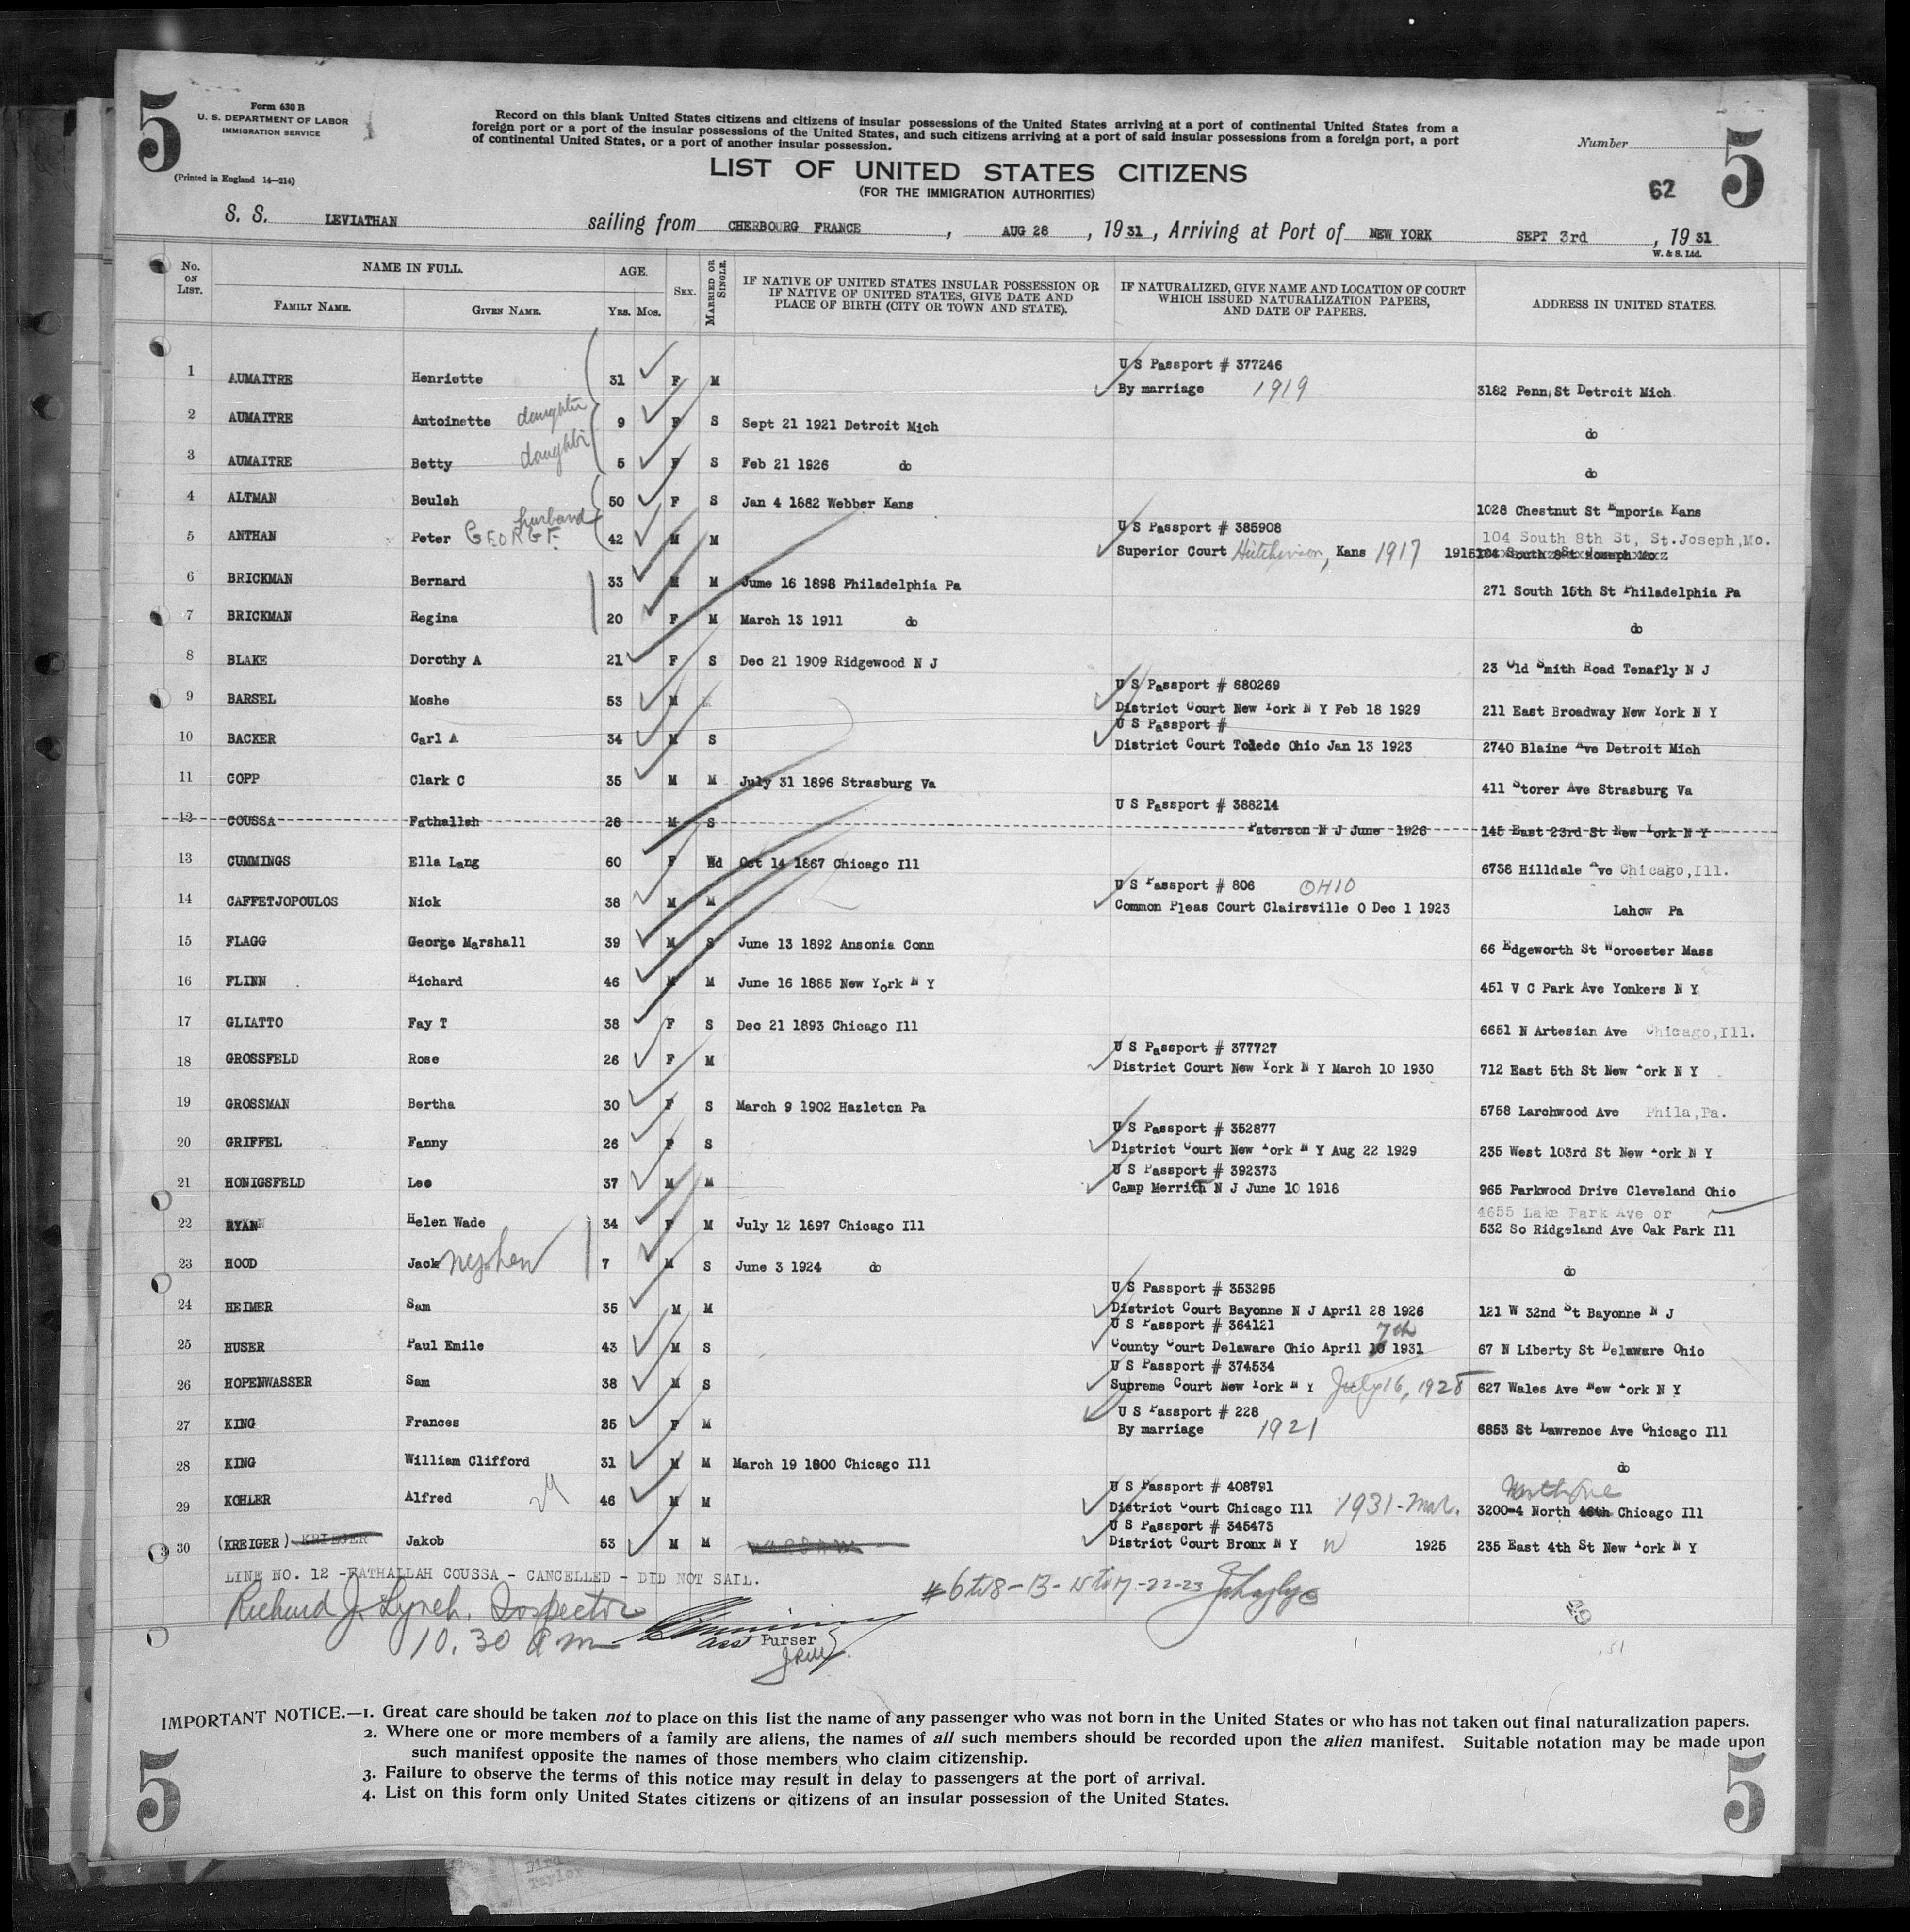 5
Form 630 B
U. S. DEPARTMENT OF LABOR
IMMIGRATION SERVICE
(Printed in England 14—214)
Record on this blank United States citizens and citizens of insular possessions of the United States arriving at a port of continental United States from a
foreign port or a port of the insular possessions of the United States, and such citizens arriving at a port of said insular possessions from a foreign port, a port
of continental United States, or a port of another insular possession.
LIST OF UNITED STATES CITIZENS
(FOR THE IMMIGRATION AUTHORITIES)
Number
62
5
S. S. LEVIATHAN sailing from CHERBOURG FRANCE, AUG 28, 1931, Arriving at Port of NEW YORK SEPT 3rd, 1931
W. & S. Ltd.
No. ON LIST. NAME IN FULL. FAMILY NAME. GIVEN NAME. AGE. YRS. MOS. SEX. MARRIED OR SINGLE. IF NATIVE OF UNITED STATES INSULAR POSSESSION OR IF NATIVE OF UNITED STATES, GIVE DATE AND PLACE OF BIRTH (CITY OR TOWN AND STATE). IF NATURALIZED, GIVE NAME AND LOCATION OF COURT WHICH ISSUED NATURALIZATION PAPERS, AND DATE OF PAPERS. ADDRESS IN UNITED STATES.
1 AUMAITRE Henriette 31 F M U S Passport # 377246 By marriage 1919 3182 Penn St Detroit Mich
2 AUMAITRE Antoinette daughter 9 F S Sept 21 1921 Detroit Mich do
3 AUMAITRE Betty daughter 5 F S Feb 21 1926 do do
4 ALTMAN Beulah 50 F S Jan 4 1882 Webber Kans 1028 Chestnut St Emporia Kans
5 ANTHAN Peter GEORGE husband 42 M M U S Passport # 385908 Superior Court Hutchinson, Kans 1917 1915 104 South 8th St, St.Joseph,Mo.
6 BRICKMAN Bernard 33 M M Jume 16 1898 Philadelphia Pa 271 South 15th St Philadelphia Pa
7 BRICKMAN Regina 20 F M March 13 1911 do do
8 BLAKE Dorothy A 21 F S Dec 21 1909 Ridgewood N J 23 Old Smith Road Tenafly N J
9 BARSEL Moshe 53 M U S Passport # 680269 District Court New York N Y Feb 18 1929 211 East Broadway New York N Y
10 BACKER Carl A 34 M S U S Passport # District Court Toledo Ohio Jan 13 1923 2740 Blaine Ave Detroit Mich
11 COPP Clark C 35 M M July 31 1896 Strasburg Va 411 Storer Ave Strasburg Va
12 COUSSA Fathallah 28 M S U S Passport # 388214 Paterson N J June 1926 145 East 23rd St New York N Y
13 CUMMINGS Ella Lang 60 F Wd Oct 14 1867 Chicago Ill 6738 Hilldale Ave Chicago,Ill.
14 CAFFETJOPOULOS Nick 38 M M U S Passport # 806 OHIO Common Pleas Court Clairsville O Dec 1 1923 Lahow Pa
15 FLAGG George Marshall 39 M S June 13 1892 Ansonia Conn 66 Edgeworth St Worcester Mass
16 FLINN Richard 46 M M June 16 1885 New York N Y 451 V C Park Ave Yonkers N Y
17 GLIATTO Fay T 38 F S Dec 21 1893 Chicago Ill 6651 N Artesian Ave Chicago,Ill.
18 GROSSFELD Rose 26 F M U S Passport # 377727 District Court New York N Y March 10 1930 712 East 5th St New York N Y
19 GROSSMAN Bertha 30 F S March 9 1902 Hazleton Pa 5758 Larchwood Ave Phila,Pa.
20 GRIFFEL Fanny 26 F S U S Passport # 352877 District Court New York N Y Aug 22 1929 235 West 103rd St New York N Y
21 HONIGSFELD Leo 37 M M U S Passport # 392373 Camp Merrith N J June 10 1918 965 Parkwood Drive Cleveland Ohio
22 RYAN Helen Wade 34 F M July 12 1897 Chicago Ill 4655 Lake Park Ave or 532 So Ridgeland Ave Oak Park Ill
23 HOOD Jack nephew 7 M S June 3 1924 do do
24 HEIMER Sam 35 M M U S Passport # 353295 District Court Bayonne N J April 28 1926 121 W 32nd St Bayonne N J
25 HUSER Paul Emile 43 M S U S Passport # 364121 County Court Delaware Ohio April 10 7th 1931 67 N Liberty St Delaware Ohio
26 HOPENWASSER Sam 38 M S U S Passport # 374534 Supreme Court New York N Y July 16, 1928 627 Wales Ave New York N Y
27 KING Frances 25 F M U S Passport # 228 By marriage 1921 6853 St Lawrence Ave Chicago Ill
28 KING William Clifford 31 M M March 19 1800 Chicago Ill do
29 KOHLER Alfred 46 M M U S Passport # 408791 District Court Chicago Ill 1931-Mar. 3200-4 North 46th Chicago Ill
30 (KREIGER) KRIEGER Jakob 53 M M WARSAW U S Passport # 345473 District Court Bronx N Y 1925 235 East 4th St New York N Y
LINE NO. 12 - FATHALLAH COUSSA - CANCELLED - DID NOT SAIL.
#6 to 8 - 13 - 15 to 17 - 22-23
Richard J. Lynch. Inspector
10.30 am
Asst Purser
49
IMPORTANT NOTICE.—1. Great care should be taken not to place on this list the name of any passenger who was not born in the United States or who has not taken out final naturalization papers.
2. Where one or more members of a family are aliens, the names of all such members should be recorded upon the alien manifest. Suitable notation may be made upon
such manifest opposite the names of those members who claim citizenship.
3. Failure to observe the terms of this notice may result in delay to passengers at the port of arrival.
4. List on this form only United States citizens or citizens of an insular possession of the United States.
5
5